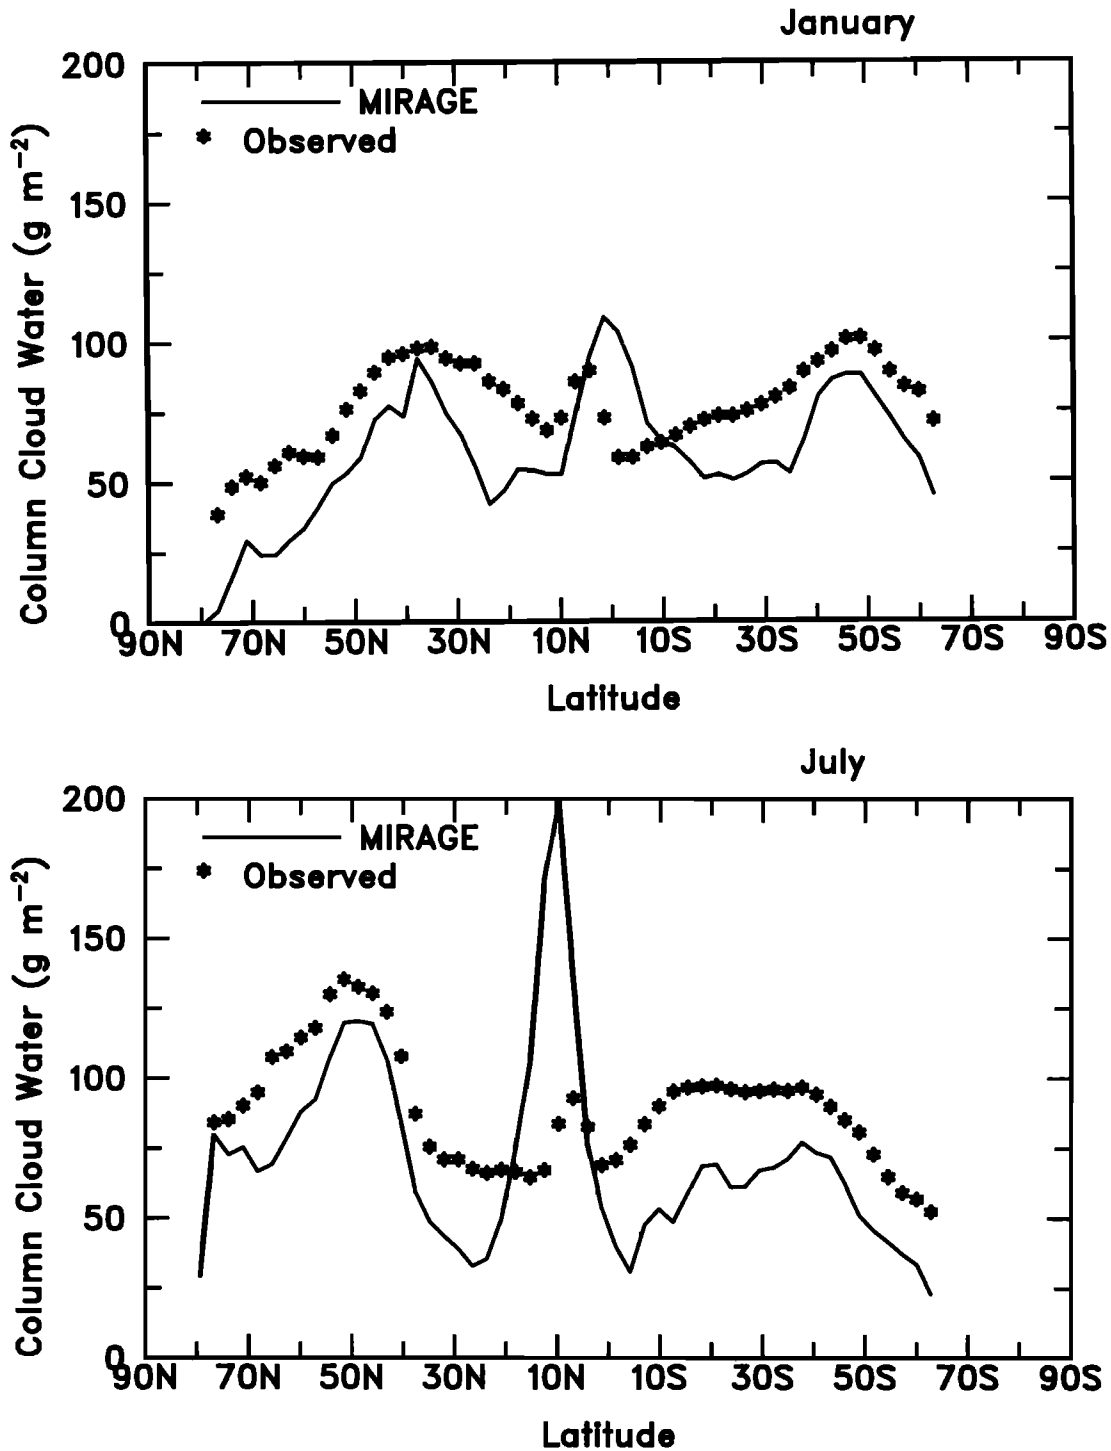 January
200
MIRAGE
Observed
150
100
50
0
Column Cloud Water (g m⁻²)
90N 70N 50N 30N 10N 10S 30S 50S 70S 90S
Latitude
July
200
MIRAGE
Observed
150
100
50
0
Column Cloud Water (g m⁻²)
90N 70N 50N 30N 10N 10S 30S 50S 70S 90S
Latitude